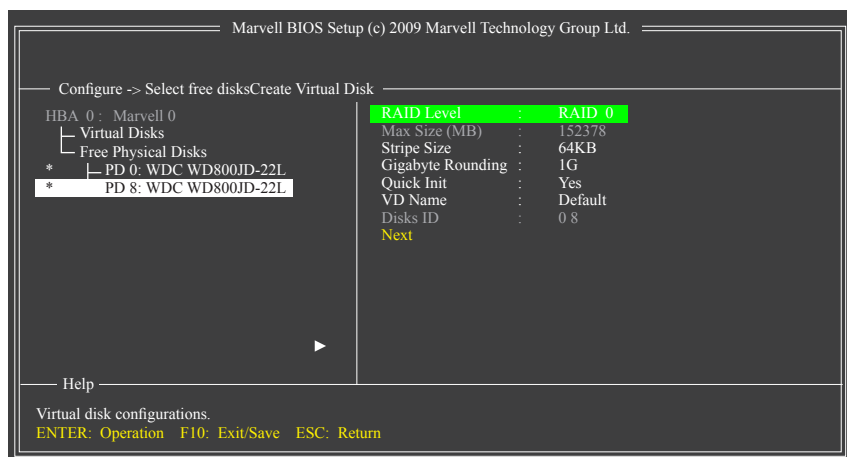 Marvell BIOS Setup (c) 2009 Marvell Technology Group Ltd.
Configure -> Select free disksCreate Virtual Disk
HBA 0 : Marvell 0
Virtual Disks
Free Physical Disks
* PD 0: WDC WD800JD-22L
* PD 8: WDC WD800JD-22L
RAID Level : RAID 0
Max Size (MB) : 152378
Stripe Size : 64KB
Gigabyte Rounding : 1G
Quick Init : Yes
VD Name : Default
Disks ID : 0 8
Next
Help
Virtual disk configurations.
ENTER: Operation F10: Exit/Save ESC: Return